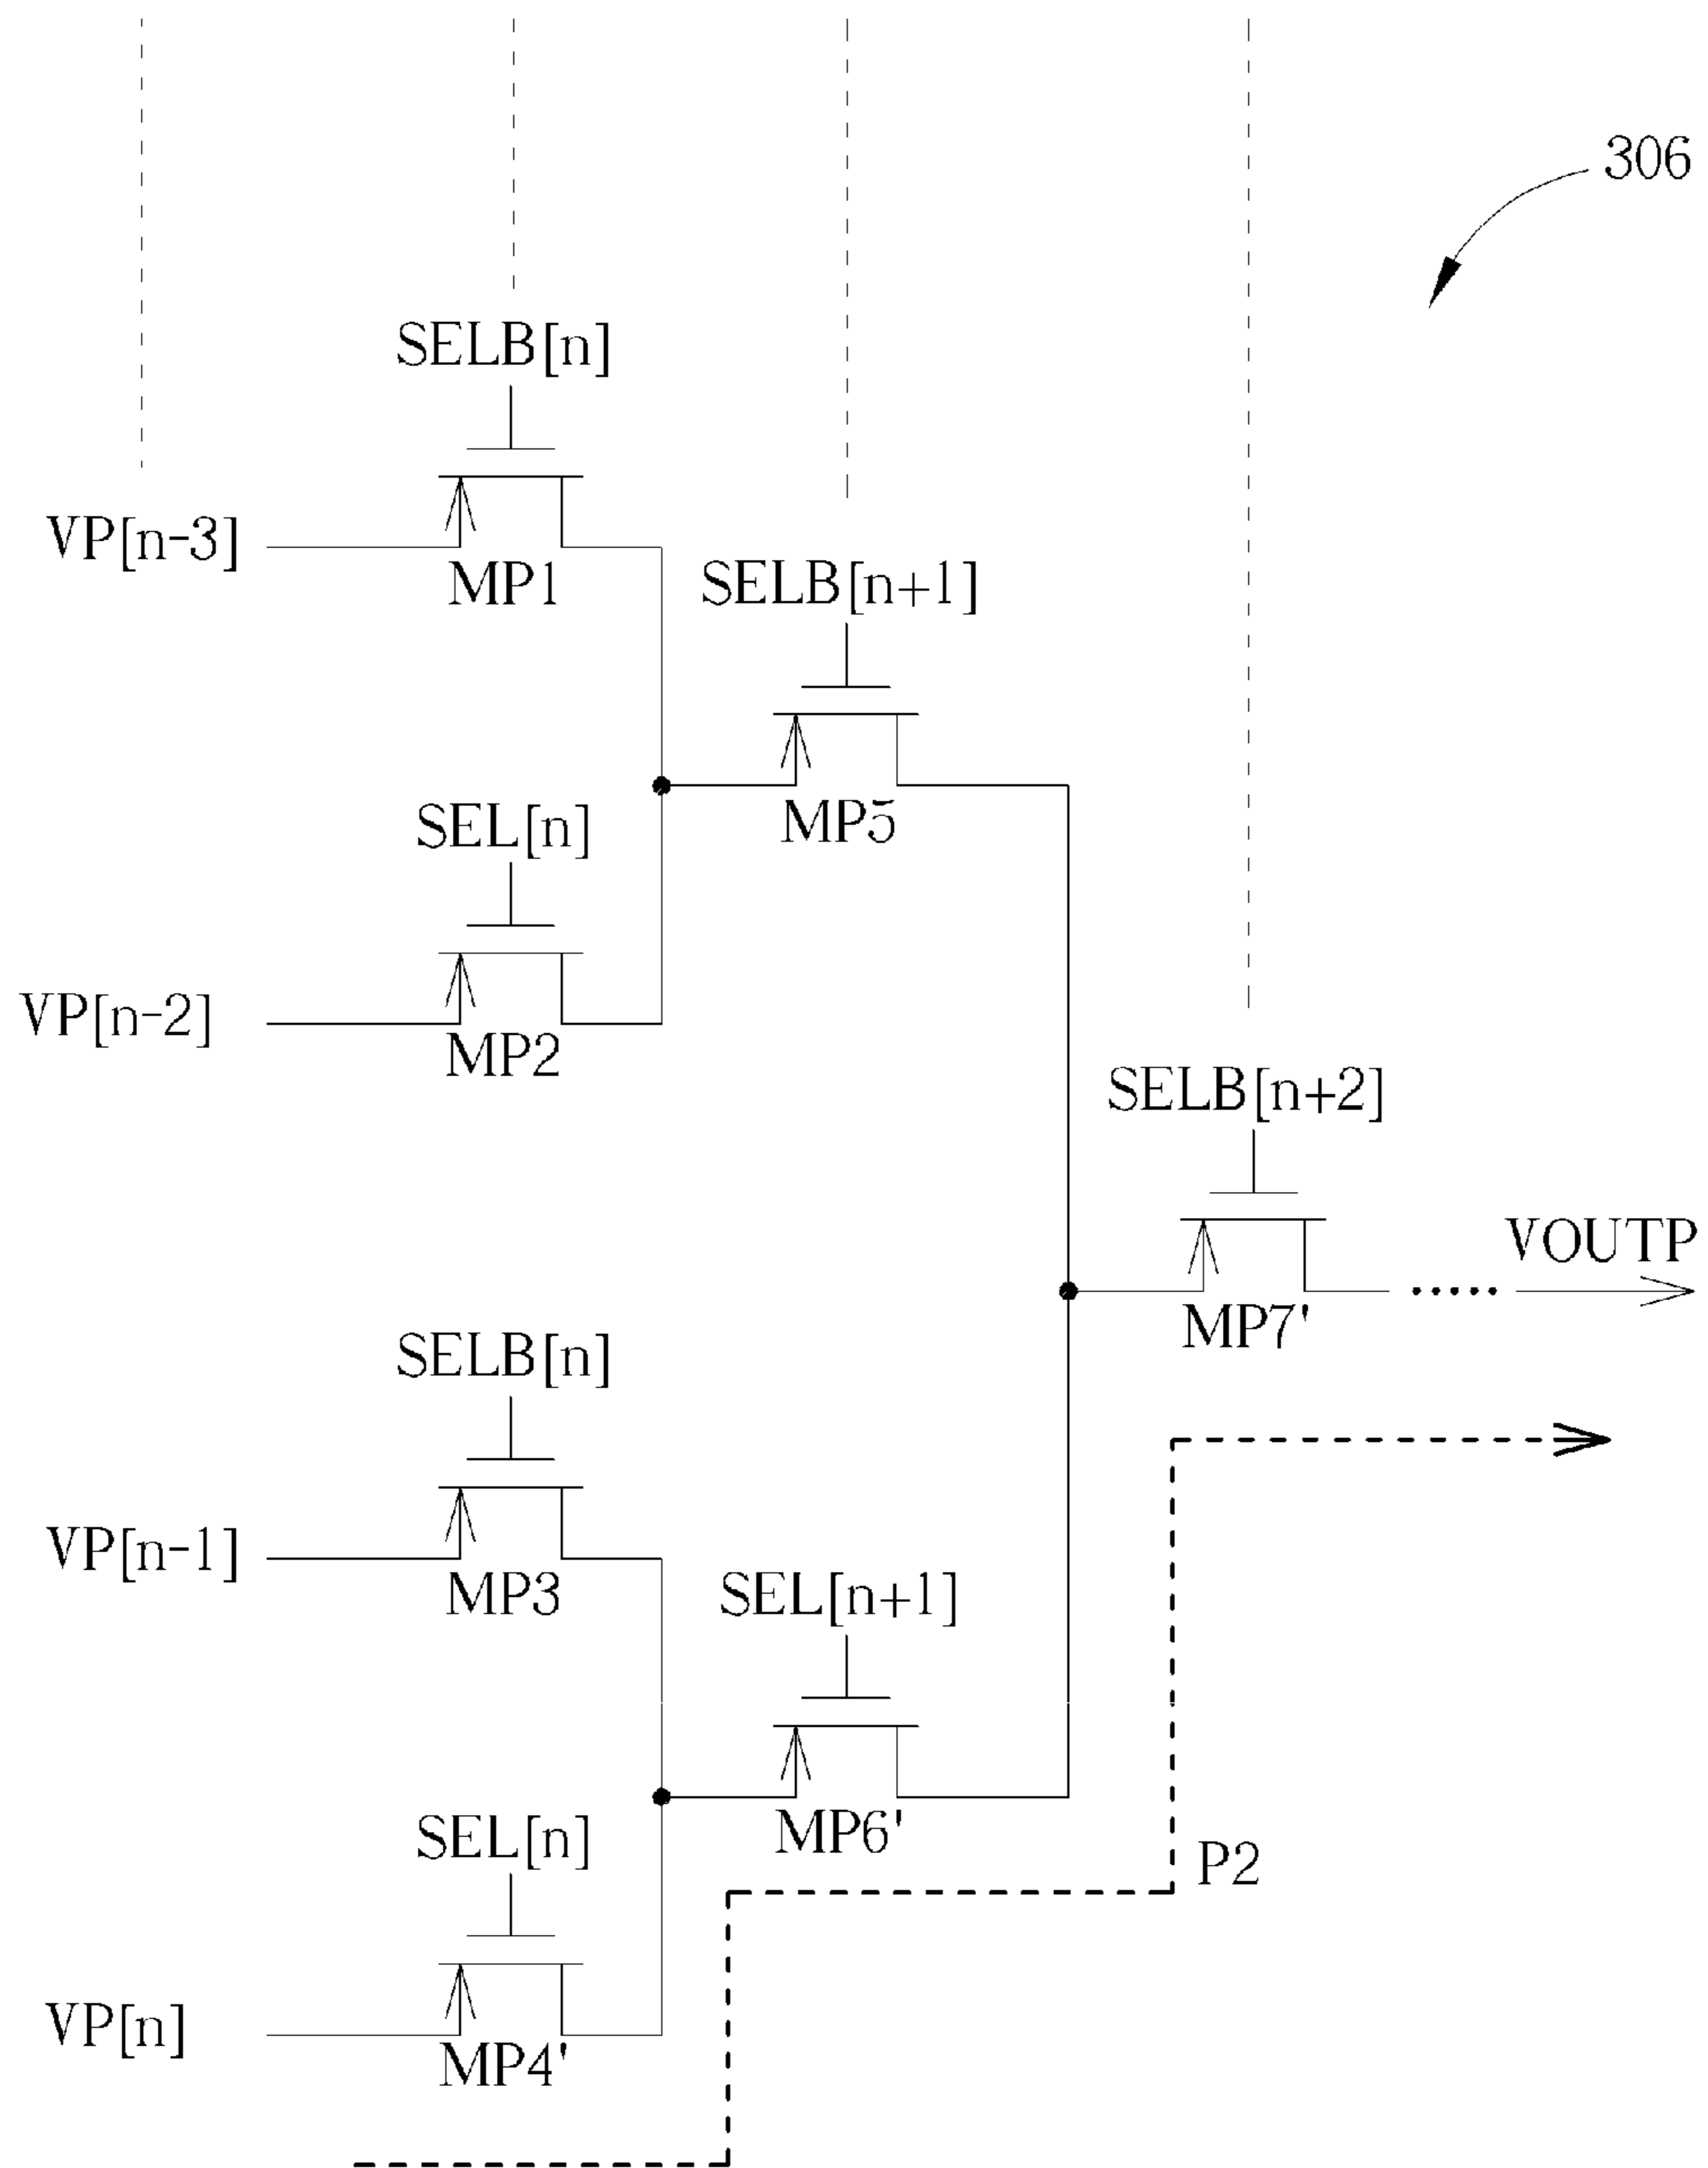 306
SELB[n]
VP[n-3]
MP1
SELB[n+1]
MP5
SEL[n]
VP[n-2]
MP2
SELB[n+2]
VOUTP
MP7'
SELB[n]
VP[n-1]
MP3
SEL[n+1]
MP6'
SEL[n]
P2
VP[n]
MP4'